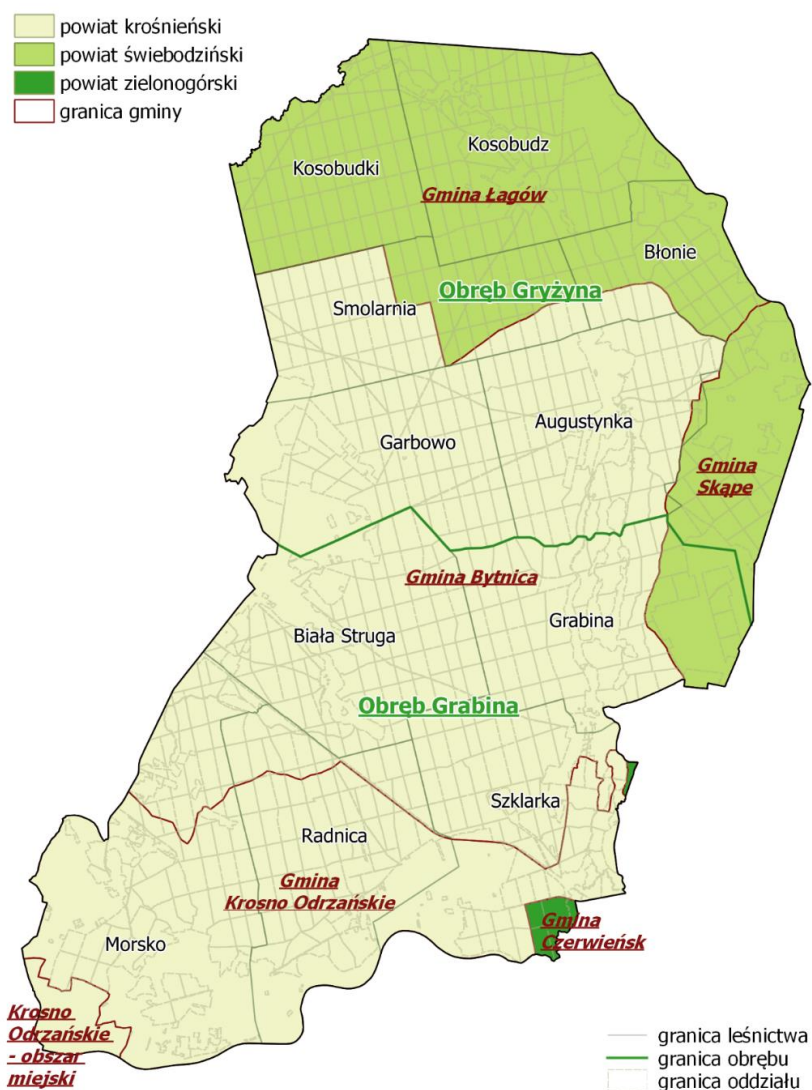 powiat krośnieński
powiat świebodziński
powiat zielonogórski
granica gminy
Kosobudz
Kosobudki
Gmina Łagów
Błonie
Obręb Gryżyna
Smolarnia
Augustynka
Garbowo
Gmina
Skąpe
Gmina Bytnica
Grabina
Biała Struga
Obręb Grabina
Szklarka
Radnica
Gmina
Krosno Odrzańskie
Gmina
Czerwieńsk
Morsko
Krosno
Odrzańskie
- obszar
miejski
granica leśnictwa
granica obrębu
granica oddziału